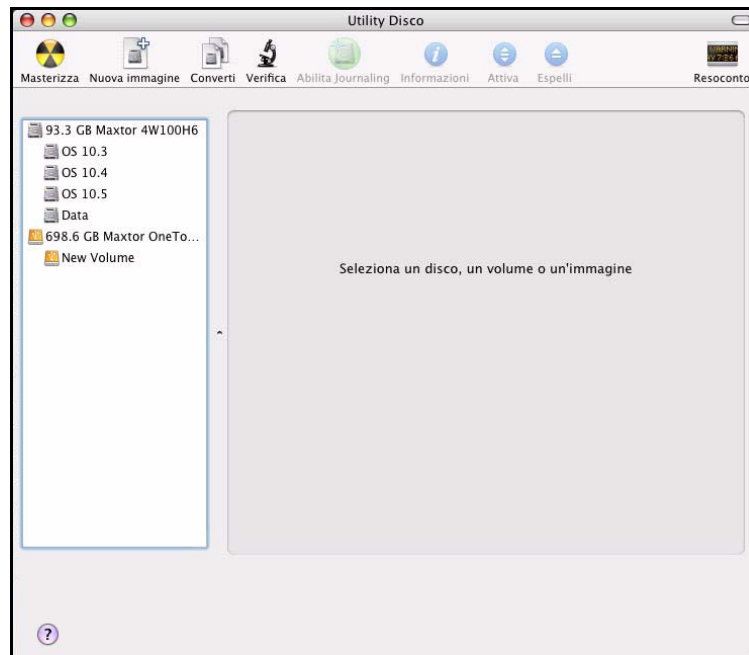 Utility Disco
Masterizza Nuova immagine Converti Verifica Abilita Journaling Informazioni Attiva Espelli Resoconto
93.3 GB Maxtor 4W100H6
OS 10.3
OS 10.4
OS 10.5
Data
698.6 GB Maxtor OneTo...
New Volume
Seleziona un disco, un volume o un'immagine
?